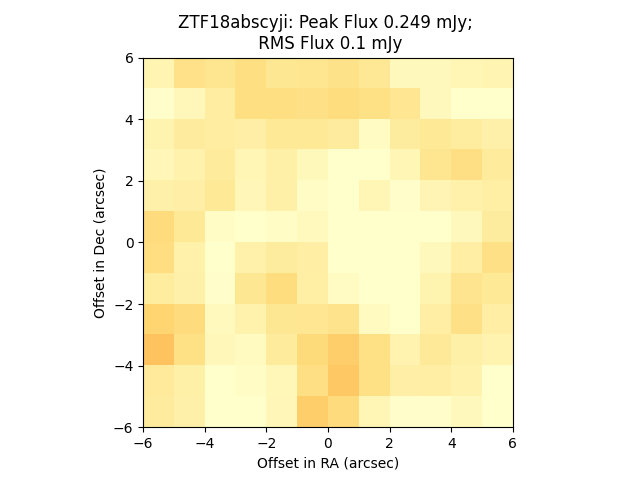 ZTF18abscyji: Peak Flux 0.249 mJy;
RMS Flux 0.1 mJy
6
4
2
0
−2
−4
−6
Offset in Dec (arcsec)
−6 −4 −2 0 2 4 6
Offset in RA (arcsec)